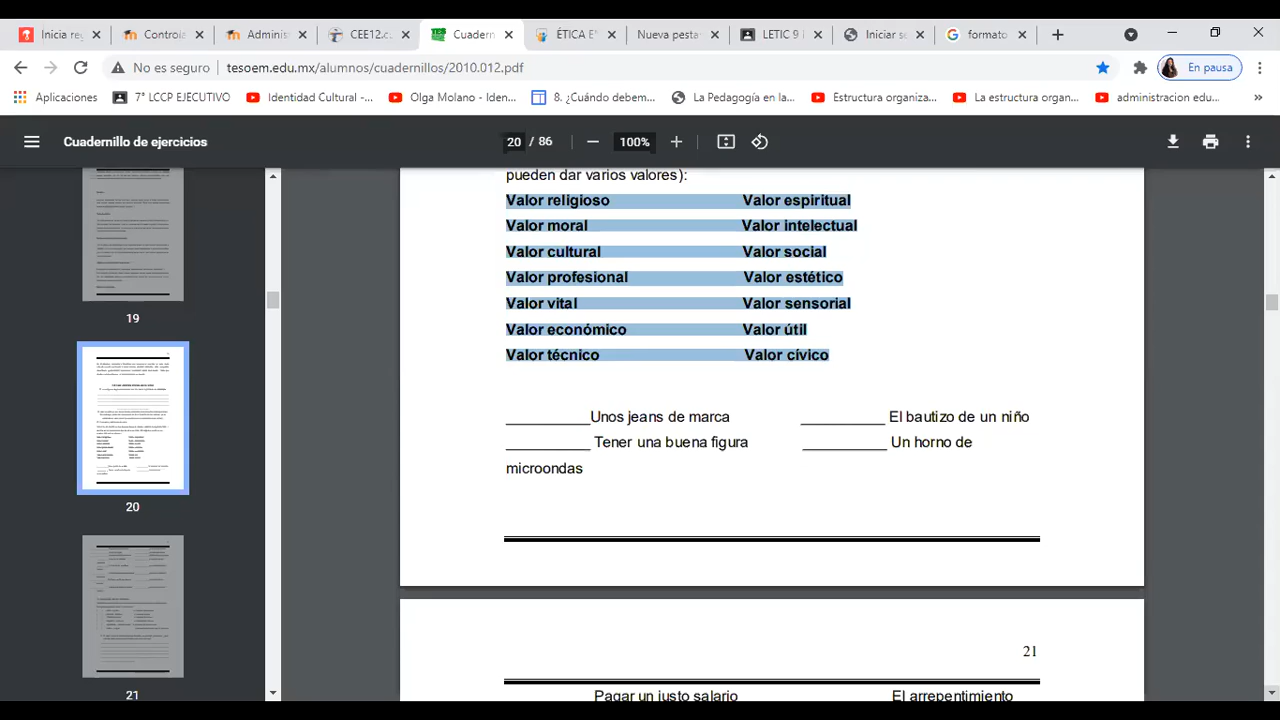 Inicia re
Controla
Adminis
CEE12.c
Cuadern
ÉTICA E
Nueva pesta
LETIC 9
Iniciar se
formato
No es seguro
tesoem.edu.mx/alumnos/cuadernillos/2010.012.pdf
En pausa
Aplicaciones
7° LCCP EJECUTIVO
Identidad Cultural -...
Olga Molano - Iden...
8. ¿Cuándo debem...
La Pedagogía en la...
Estructura organiza...
La estructura organ...
administracion edu...
»
Cuadernillo de ejercicios
20 / 86
100%
19
20
21
pueden dar varios valores):
Valor religioso Valor espiritual
Valor moral Valor intelectual
Valor cultural Valor social
Valor profesional Valor estético
Valor vital Valor sensorial
Valor económico Valor útil
Valor técnico Valor cívico
__________Unos jeans de marca __________ El bautizo de un niño
__________ Tener una buena figura __________ Un horno de
microondas
21
Pagar un justo salario El arrepentimiento